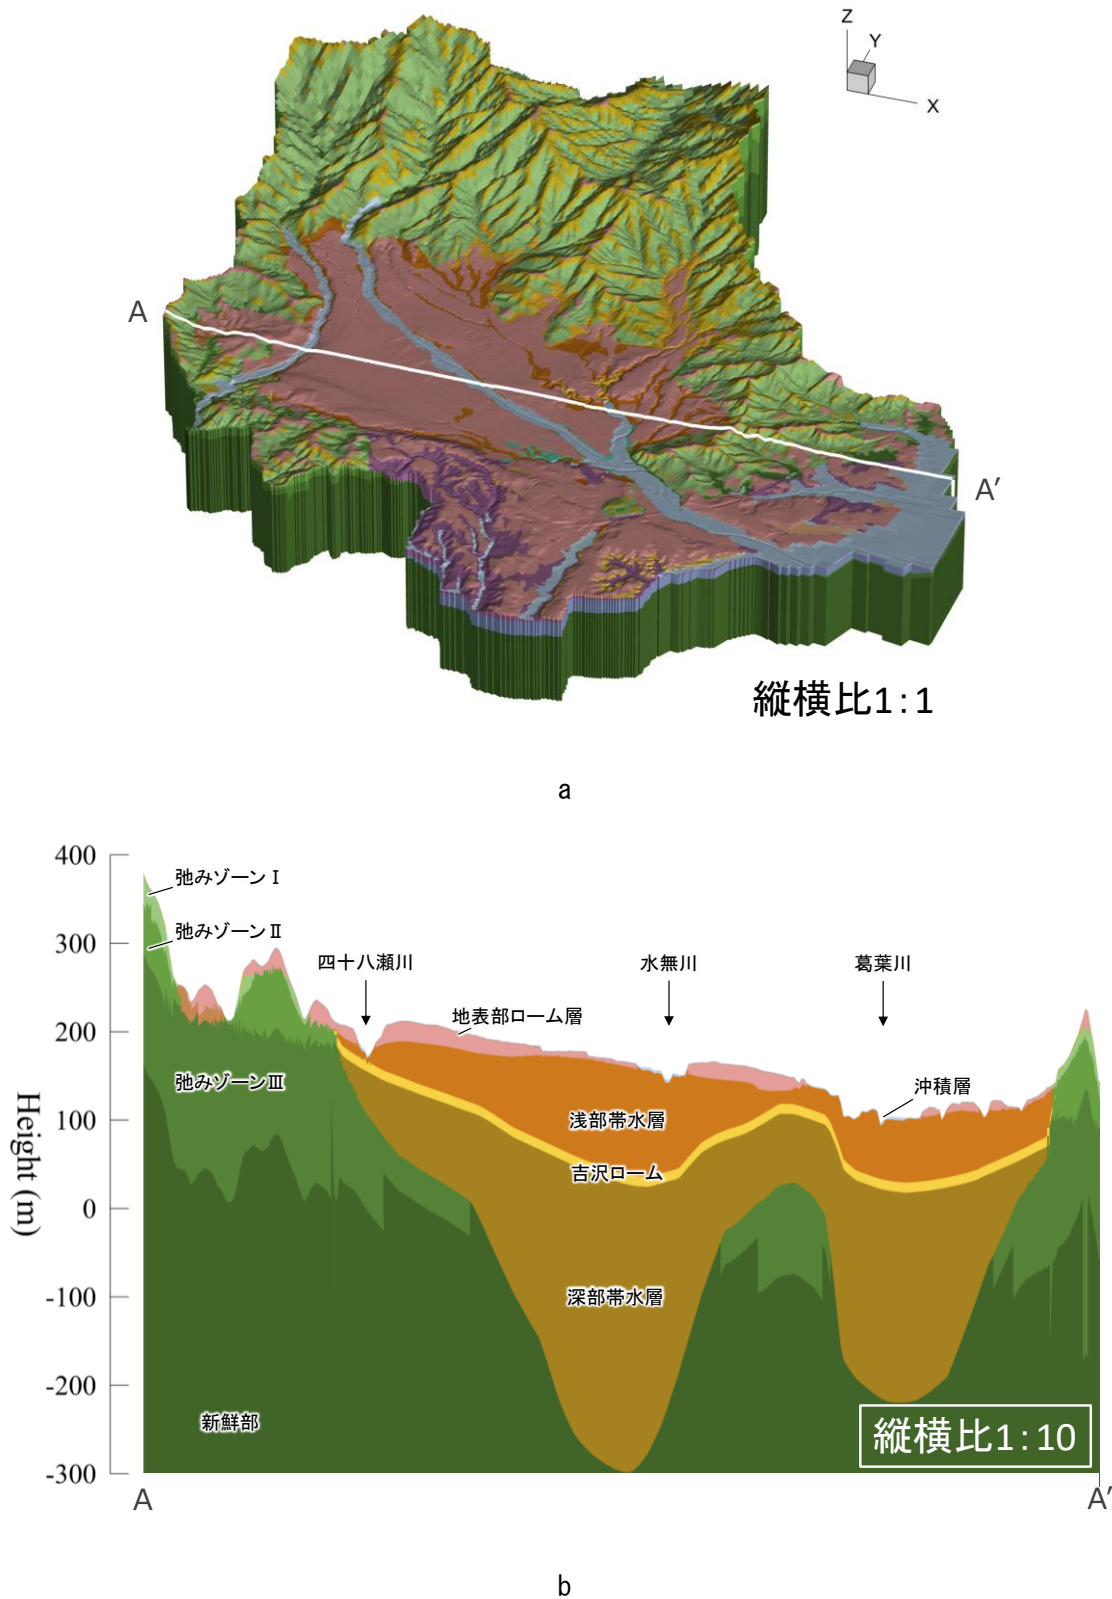 Z
Y
X
A
A′
縦横比1:1
a
400
弛みゾーンⅠ
弛みゾーンⅡ
300
四十八瀬川
水無川
葛葉川
地表部ローム層
200
弛みゾーンⅢ
沖積層
浅部帯水層
100
吉沢ローム
Height (m)
0
深部帯水層
-100
-200
新鮮部
縦横比1:10
-300
A
A′
b